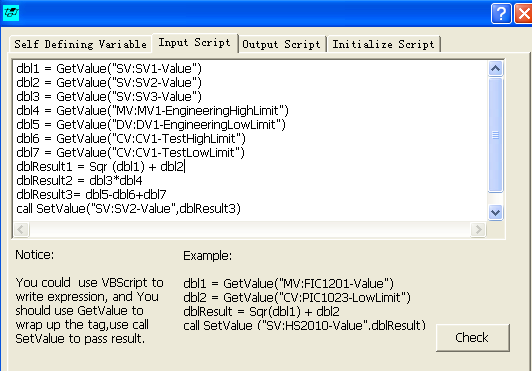 Self Defining Variable
Input Script
Output Script
Initialize Script
dbl1 = GetValue("SV:SV1-Value")
dbl2 = GetValue("SV:SV2-Value")
dbl3 = GetValue("SV:SV3-Value")
dbl4 = GetValue("MV:MV1-EngineeringHighLimit")
dbl5 = GetValue("DV:DV1-EngineeringLowLimit")
dbl6 = GetValue("CV:CV1-TestHighLimit")
dbl7 = GetValue("CV:CV1-TestLowLimit")
dblResult1 = Sqr (dbl1) + dbl2
dblResult2 = dbl3*dbl4
dblResult3= dbl5-dbl6+dbl7
call SetValue("SV:SV2-Value",dblResult3)
Notice:
You could use VBScript to
write expression, and You
should use GetValue to
wrap up the tag,use call
SetValue to pass result.
Example:
dbl1 = GetValue("MV:FIC1201-Value")
dbl2 = GetValue("CV:PIC1023-LowLimit")
dblResult = Sqr(dbl1) + dbl2
call SetValue ("SV:HS2010-Value",dblResult)
Check